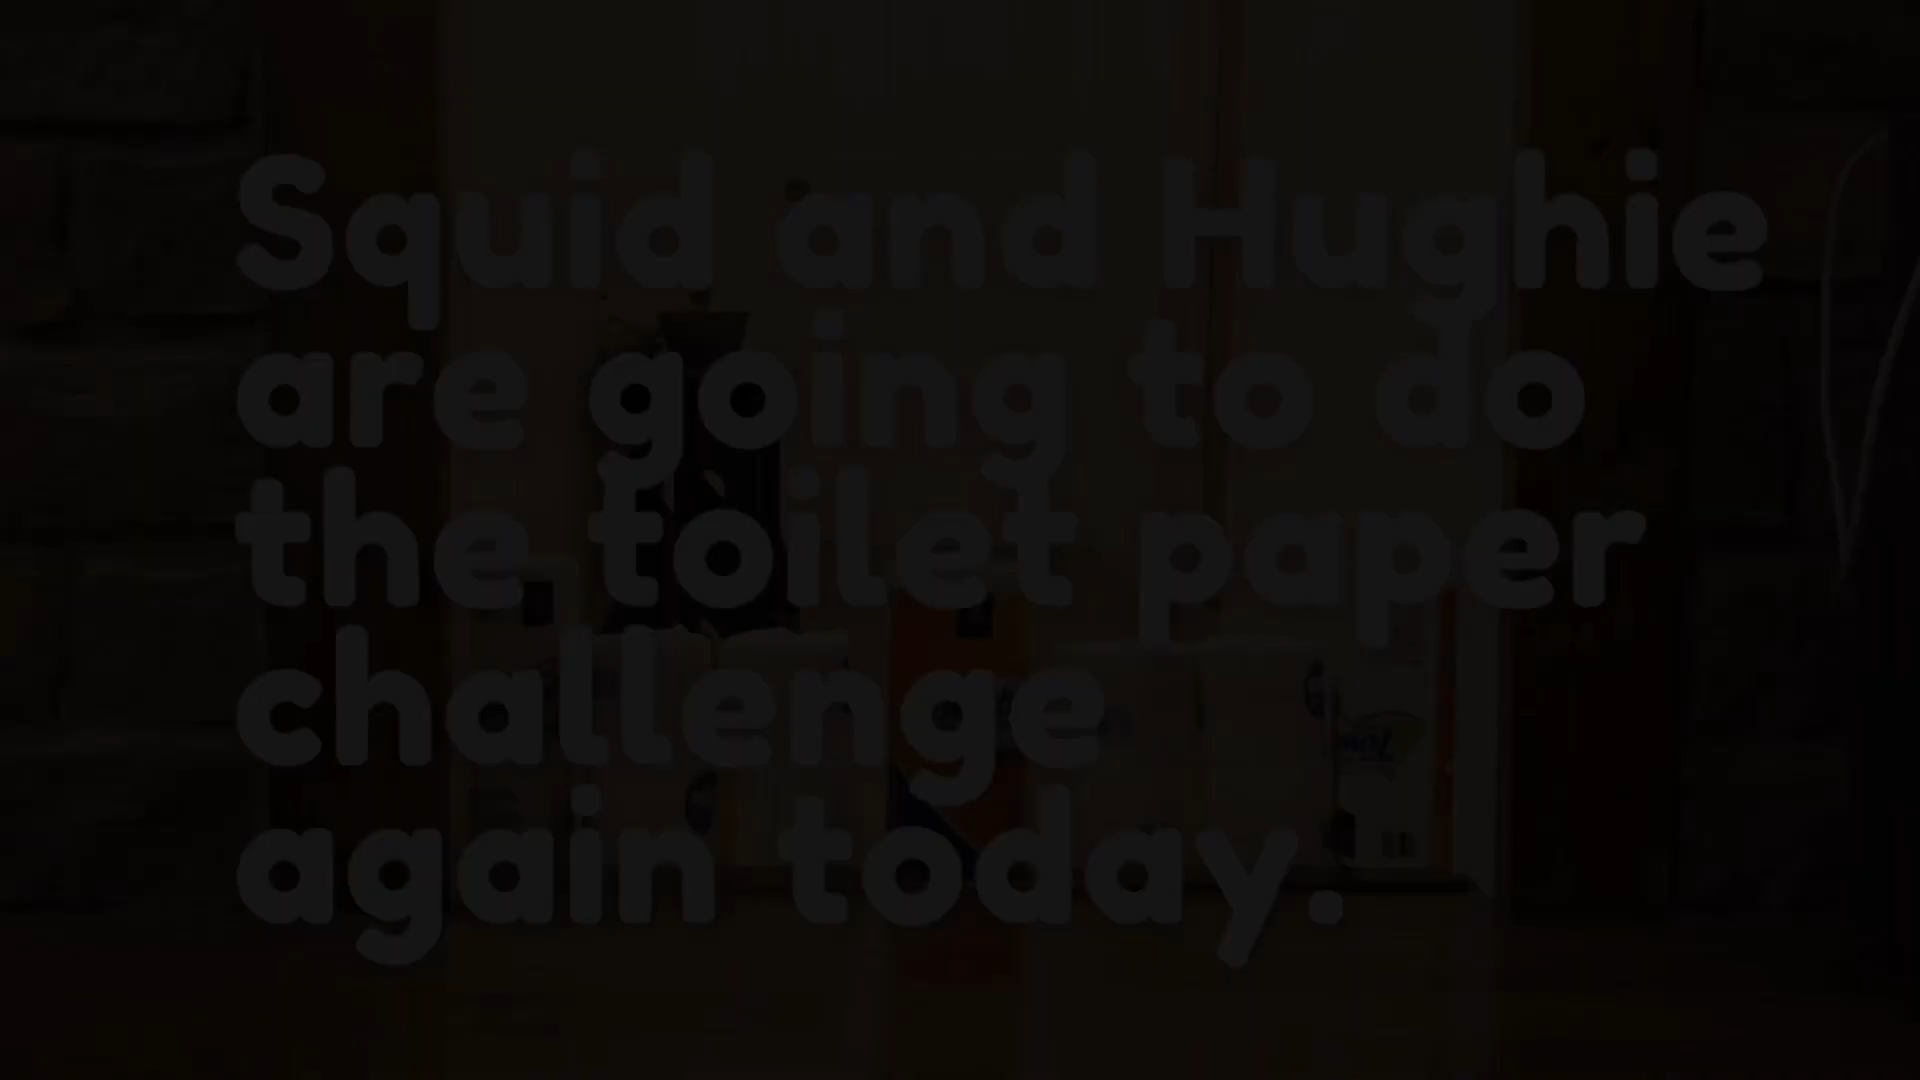 Squid and Hughie
are going to do
the toilet paper
challenge
again today.